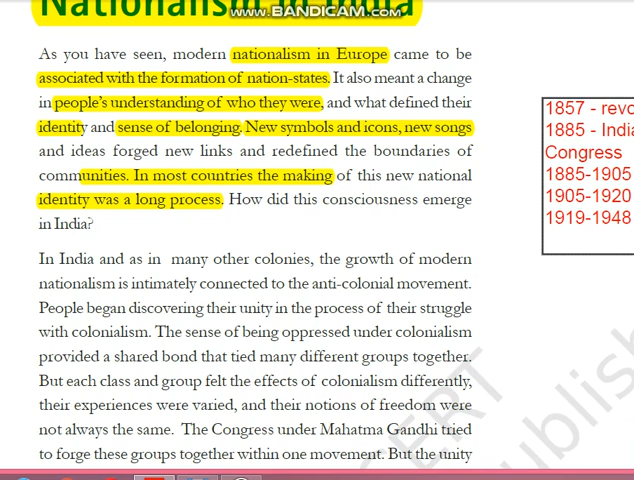 Nationalism in India
www.BANDICAM.com
As you have seen, modern nationalism in Europe came to be
associated with the formation of nation-states. It also meant a change
in people's understanding of who they were, and what defined their
identity and sense of belonging. New symbols and icons, new songs
and ideas forged new links and redefined the boundaries of
communities. In most countries the making of this new national
identity was a long process. How did this consciousness emerge
in India?
In India and as in many other colonies, the growth of modern
nationalism is intimately connected to the anti-colonial movement.
People began discovering their unity in the process of their struggle
with colonialism. The sense of being oppressed under colonialism
provided a shared bond that tied many different groups together.
But each class and group felt the effects of colonialism differently,
their experiences were varied, and their notions of freedom were
not always the same. The Congress under Mahatma Gandhi tried
to forge these groups together within one movement. But the unity
1857 - revo
1885 - India
Congress
1885-1905
1905-1920
1919-1948